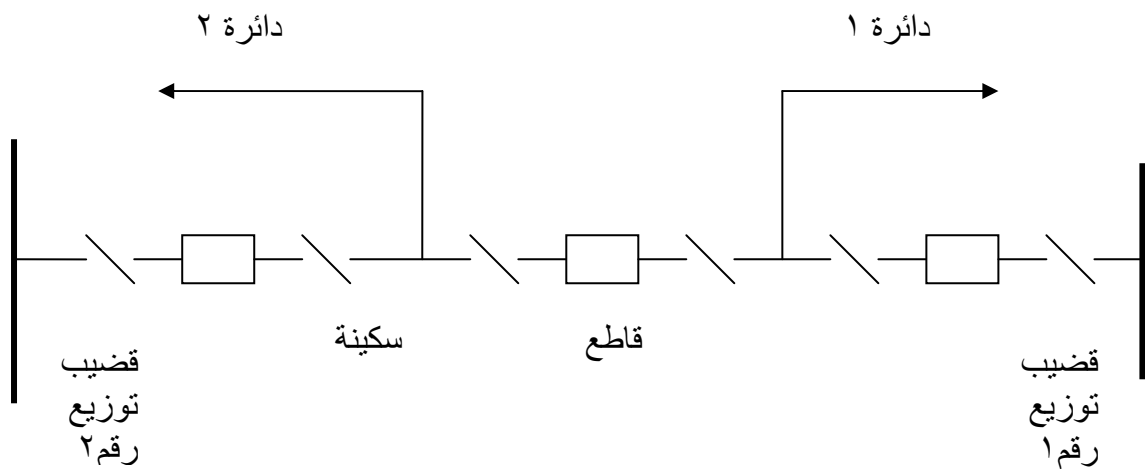 دائرة ١
دائرة ٢
قاطع
سكينة
قضيب
توزيع
رقم١
قضيب
توزيع
رقم٢